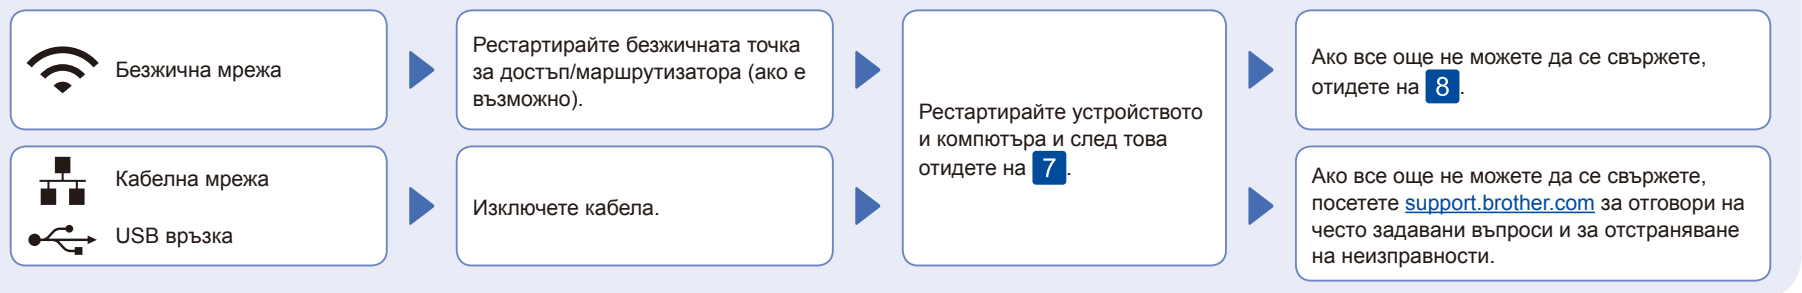 Безжична мрежа
Рестартирайте безжичната точка
за достъп/маршрутизатора (ако е
възможно).
Кабелна мрежа
USB връзка
Изключете кабела.
Рестартирайте устройството
и компютъра и след това
отидете на 7.
Ако все още не можете да се свържете,
отидете на 8.
Ако все още не можете да се свържете,
посетете support.brother.com за отговори на
често задавани въпроси и за отстраняване
на неизправности.